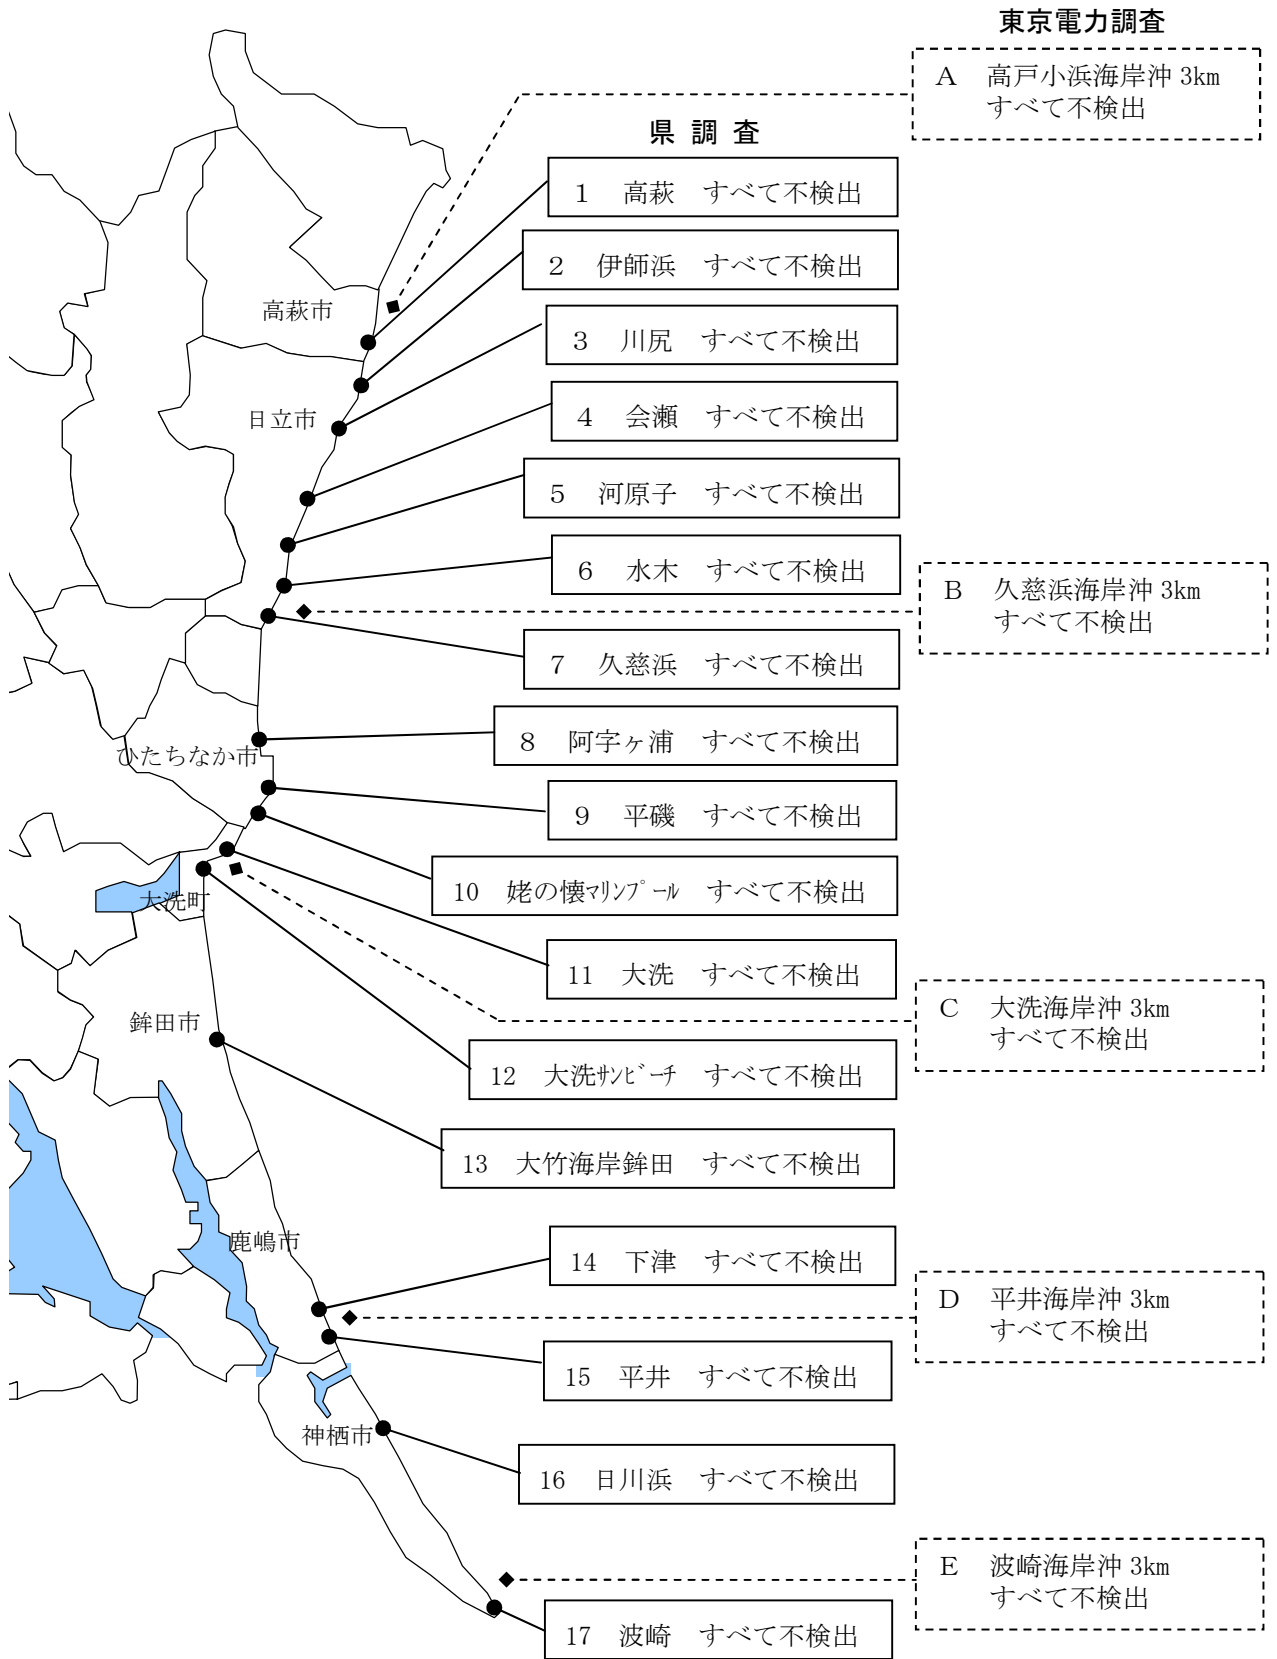 東京電力調査
A 高戸小浜海岸沖 3km
すべて不検出
県 調 査
1 高萩 すべて不検出
2 伊師浜 すべて不検出
高萩市
3 川尻 すべて不検出
日立市
4 会瀬 すべて不検出
5 河原子 すべて不検出
6 水木 すべて不検出
B 久慈浜海岸沖 3km
すべて不検出
7 久慈浜 すべて不検出
8 阿字ヶ浦 すべて不検出
ひたちなか市
9 平磯 すべて不検出
10 姥の懐ﾏﾘﾝﾌﾟｰﾙ すべて不検出
大洗町
11 大洗 すべて不検出
C 大洗海岸沖 3km
すべて不検出
鉾田市
12 大洗ｻﾝﾋﾞｰﾁ すべて不検出
13 大竹海岸鉾田 すべて不検出
鹿嶋市
14 下津 すべて不検出
D 平井海岸沖 3km
すべて不検出
15 平井 すべて不検出
神栖市
16 日川浜 すべて不検出
E 波崎海岸沖 3km
すべて不検出
17 波崎 すべて不検出